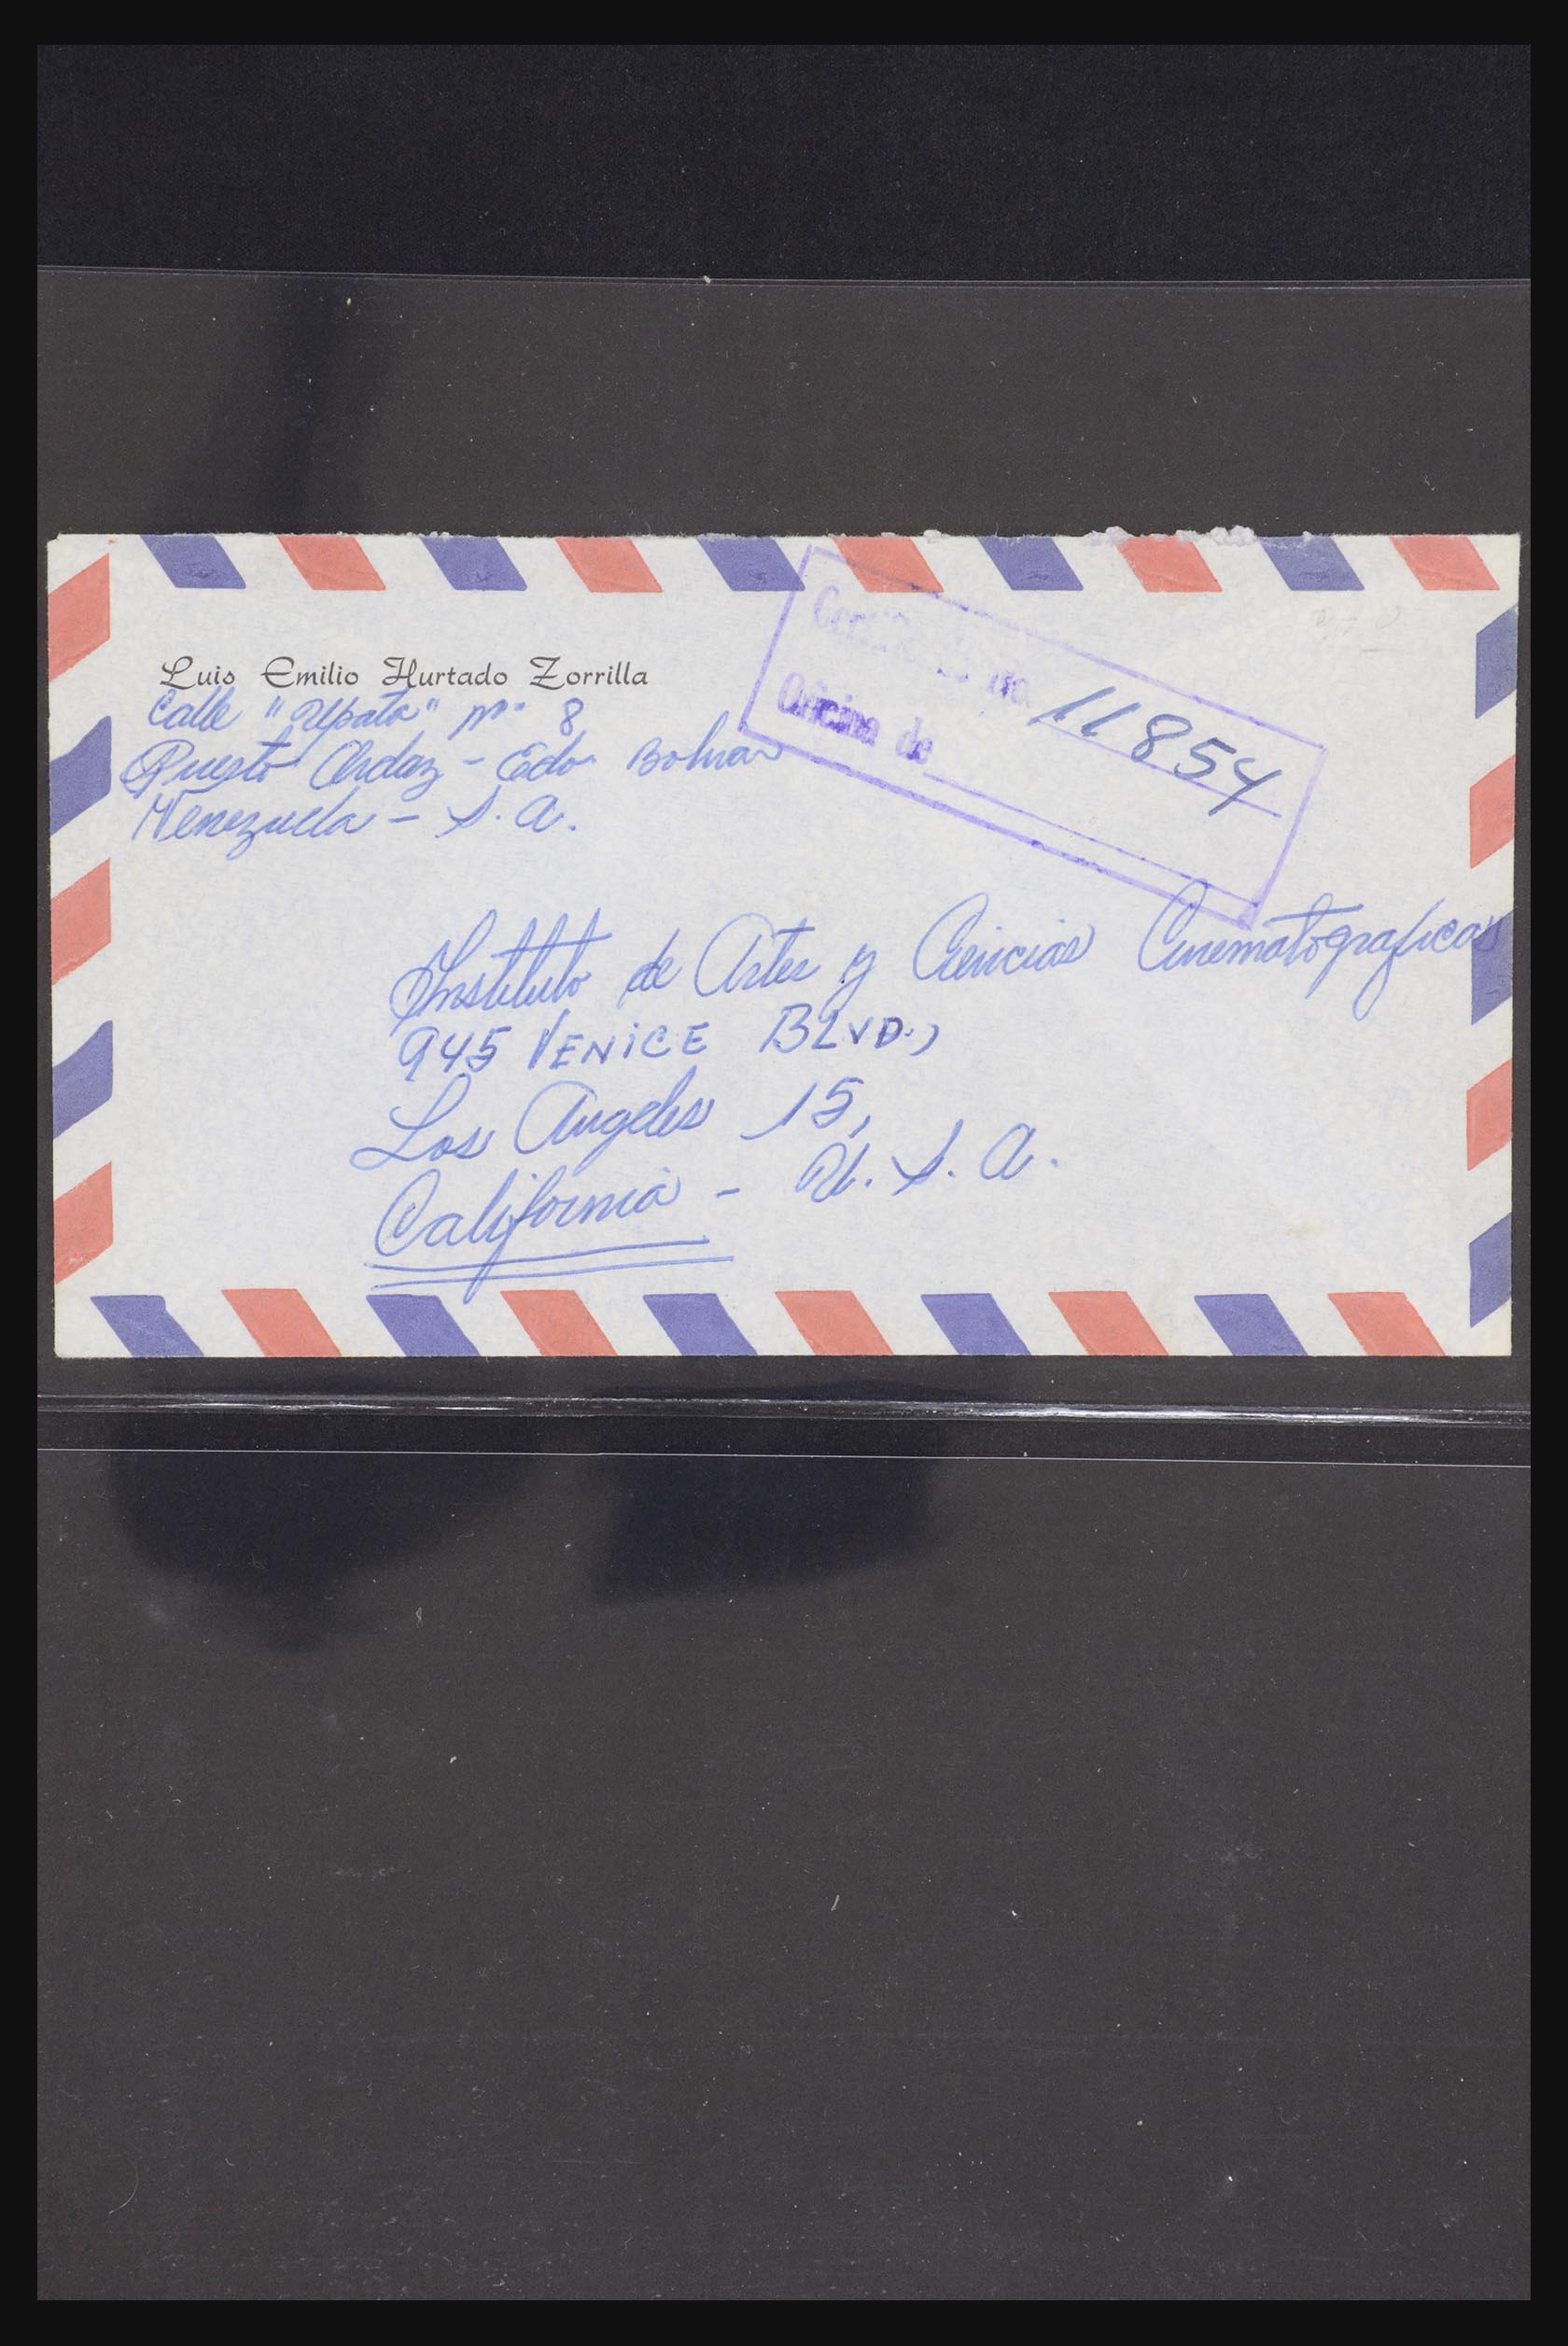 Luis Emilio Hurtado Zorrilla
Calle "Upata" Nº 8
Puerto Ordaz - Edo. Bolivar
Venezuela - S. A.
No. 11854
Oficina de
Instituto de Artes y Ciencias Cinematograficas
945 VENiCE BLVD.,
Los Angeles 15,
California - U. S. A.